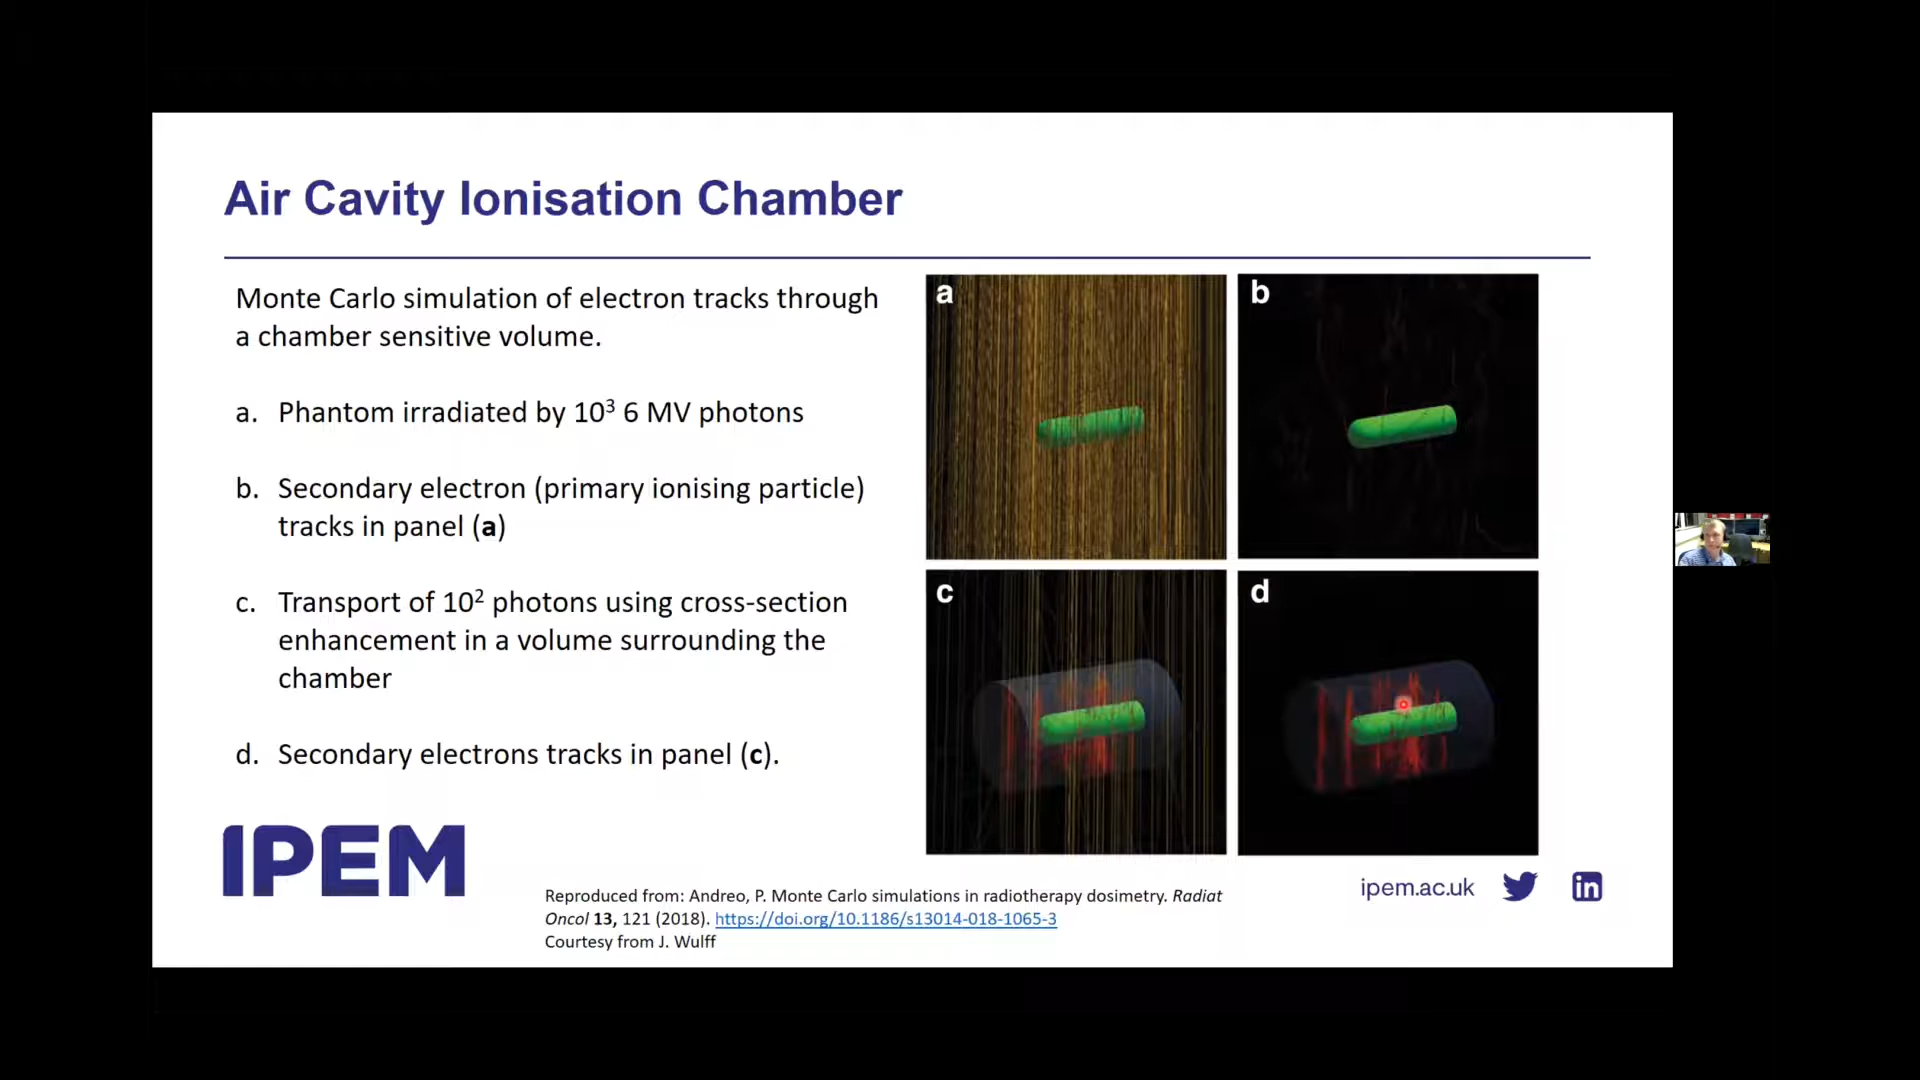 Air Cavity Ionisation Chamber
Monte Carlo simulation of electron tracks through
a chamber sensitive volume.
a. Phantom irradiated by 10³ 6 MV photons
b. Secondary electron (primary ionising particle)
tracks in panel (a)
c. Transport of 10² photons using cross-section
enhancement in a volume surrounding the
chamber
d. Secondary electrons tracks in panel (c).
a
b
c
d
IPEM
Reproduced from: Andreo, P. Monte Carlo simulations in radiotherapy dosimetry. Radiat
Oncol 13, 121 (2018). https://doi.org/10.1186/s13014-018-1065-3
Courtesy from J. Wulff
ipem.ac.uk
in